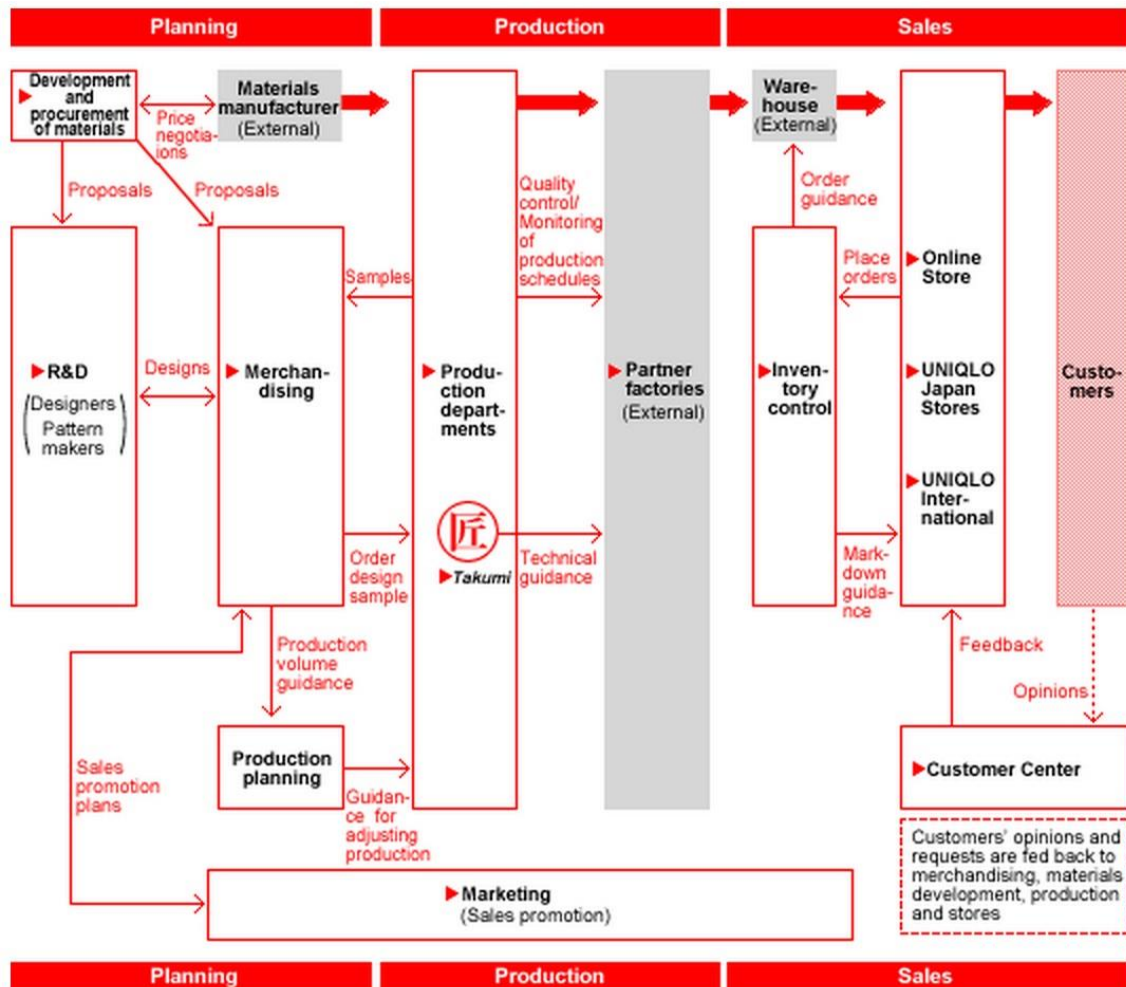 Planning
Production
Sales
Development
and
procurement
of materials
Price
negotia-
ions
Materials
manufacturer
(External)
Ware-
house
(External)
Proposals
Proposals
Quality
control/
Monitoring
of
production
schedules
Order
guidance
Samples
Place
orders
Online
Store
R&D
(Designers
Pattern
makers)
Designs
Merchan-
dising
Produ-
ction
depart-
ments
Partner
factories
(External)
Inven-
tory
control
UNIQLO
Japan
Stores
Custo-
mers
UNIQLO
Inter-
national
匠
Takumi
Order
design
sample
Technical
guidance
Mark-
down
guida-
nce
Production
volume
guidance
Feedback
Opinions
Sales
promotion
plans
Production
planning
Guidan-
ce for
adjusting
production
Customer Center
Customers' opinions and
requests are fed back to
merchandising, materials
development, production
and stores
Marketing
(Sales promotion)
Planning
Production
Sales